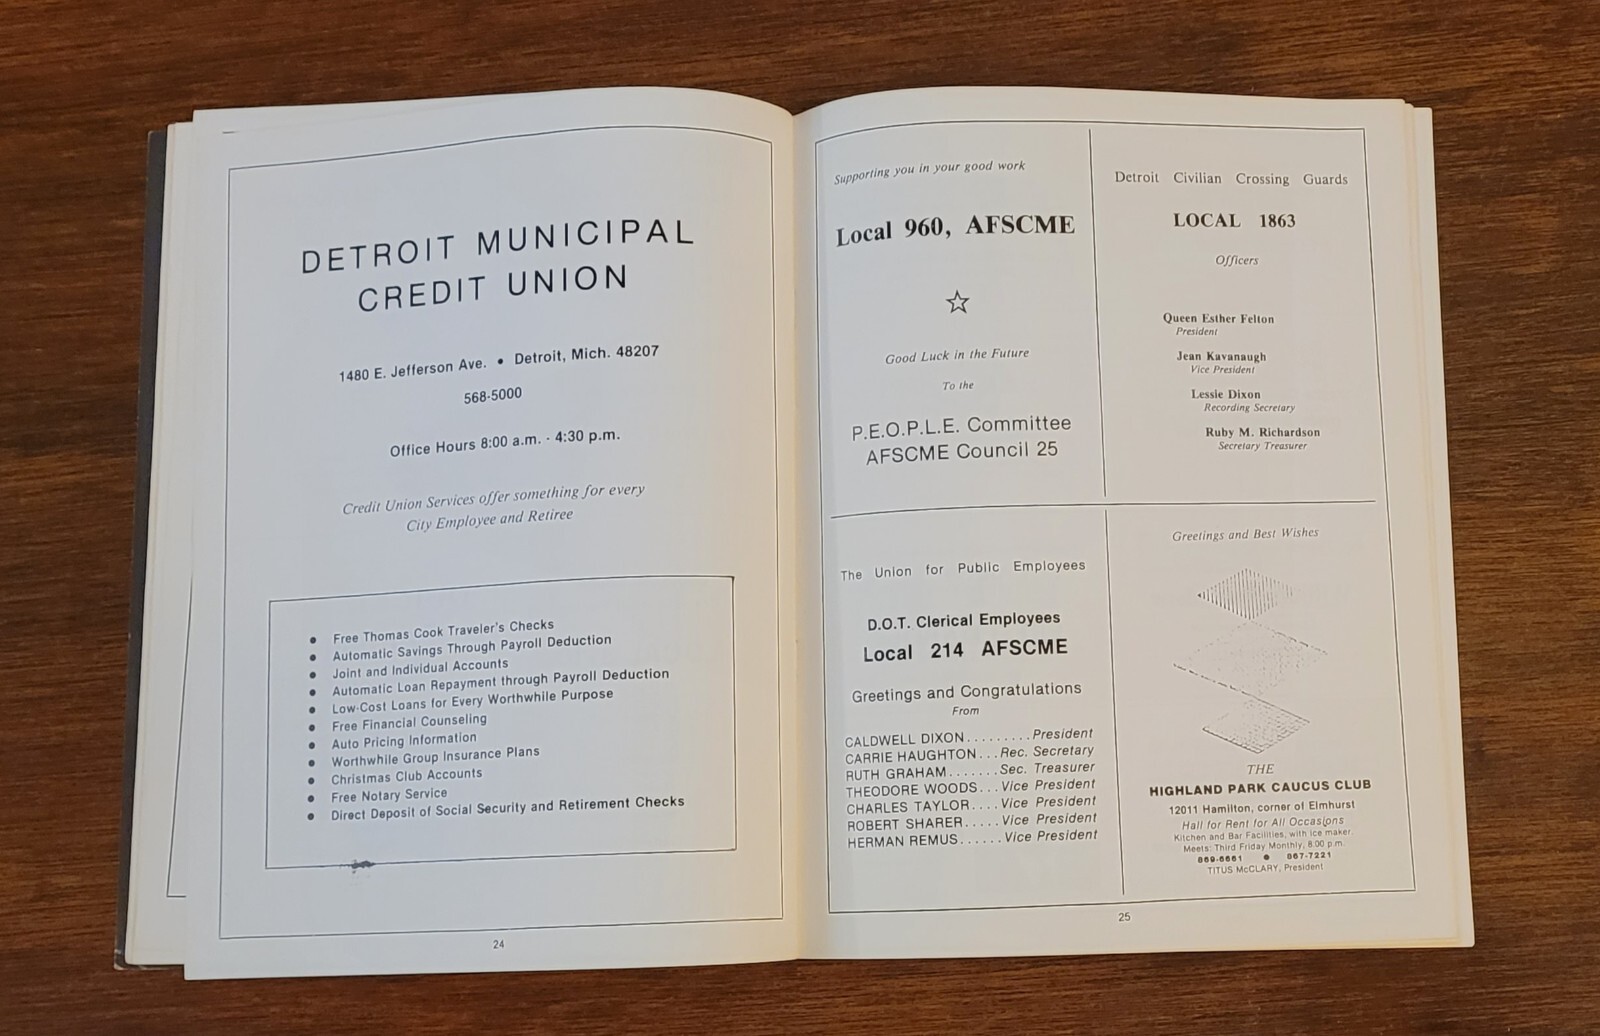 DETROIT MUNICIPAL
CREDIT UNION
1480 E. Jefferson Ave. • Detroit, Mich. 48207
568-5000
Office Hours 8:00 a.m. - 4:30 p.m.
Credit Union Services offer something for every
City Employee and Retiree
• Free Thomas Cook Traveler's Checks
• Automatic Savings Through Payroll Deduction
• Joint and Individual Accounts
• Automatic Loan Repayment through Payroll Deduction
• Low-Cost Loans for Every Worthwhile Purpose
• Free Financial Counseling
• Auto Pricing Information
• Worthwhile Group Insurance Plans
• Christmas Club Accounts
• Free Notary Service
• Direct Deposit of Social Security and Retirement Checks
24
Supporting you in your good work
Local 960, AFSCME
Good Luck in the Future
To the
P.E.O.P.L.E. Committee
AFSCME Council 25
Detroit Civilian Crossing Guards
LOCAL 1863
Officers
Queen Esther Felton
President
Jean Kavanaugh
Vice President
Lessie Dixon
Recording Secretary
Ruby M. Richardson
Secretary Treasurer
The Union for Public Employees
D.O.T. Clerical Employees
Local 214 AFSCME
Greetings and Congratulations
From
CALDWELL DIXON.........President
CARRIE HAUGHTON...Rec. Secretary
RUTH GRAHAM.......Sec. Treasurer
THEODORE WOODS...Vice President
CHARLES TAYLOR....Vice President
ROBERT SHARER.....Vice President
HERMAN REMUS......Vice President
Greetings and Best Wishes
THE
HIGHLAND PARK CAUCUS CLUB
12011 Hamilton, corner of Elmhurst
Hall for Rent for All Occasions
Kitchen and Bar Facilities, with ice maker.
Meets: Third Friday Monthly, 8:00 p.m.
869-6661 • 867-7221
TITUS McCLARY, President
25